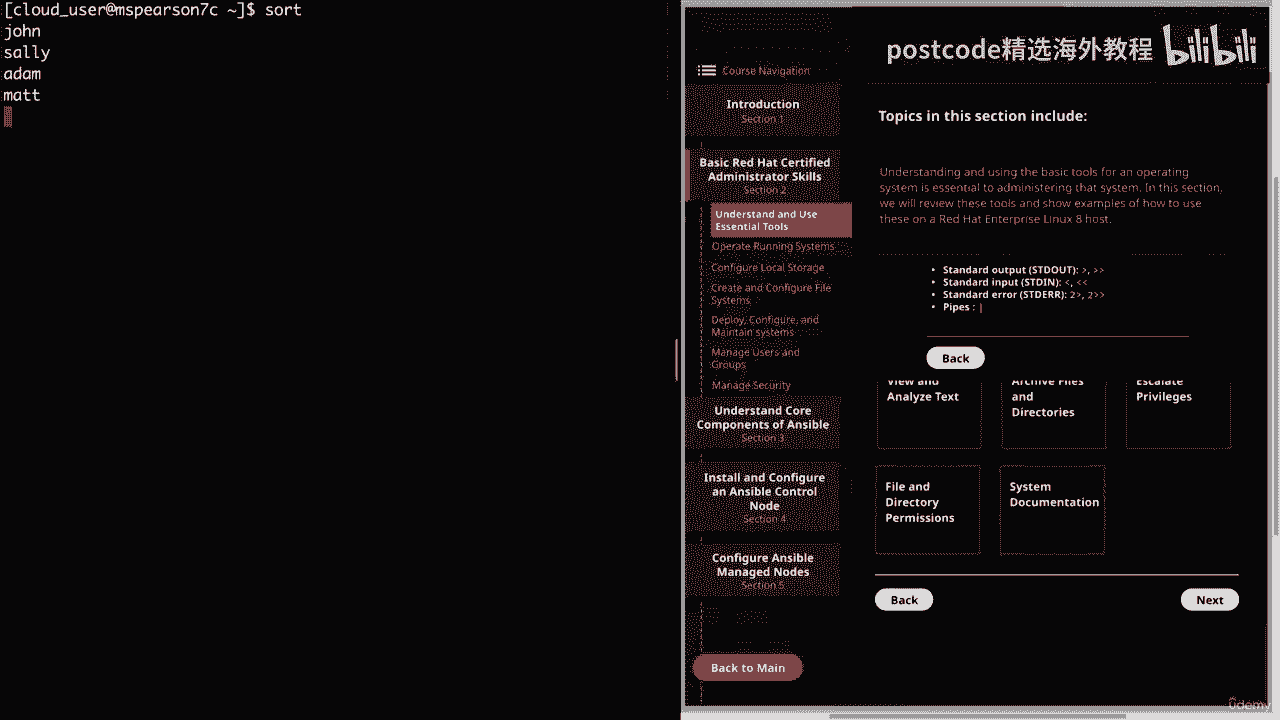 [cloud_user@mspearson7c ~]$ sort
john
sally
adam
matt
postcode精选海外教程 bilibili
Course Navigation
Introduction
Section 1
Basic Red Hat Certified
Administrator Skills
Section 2
Understand and Use
Essential Tools
Operate Running Systems
Configure Local Storage
Create and Configure File
Systems
Deploy, Configure, and
Maintain systems
Manage Users and
Groups
Manage Security
Understand Core
Components of Ansible
Section 3
Install and Configure
an Ansible Control
Node
Section 4
Configure Ansible
Managed Nodes
Section 5
Back to Main
Topics in this section include:
Understanding and using the basic tools for an operating
system is essential to administering that system. In this section,
we will review these tools and show examples of how to use
these on a Red Hat Enterprise Linux 8 host.
• Standard output (STDOUT): >, >>
• Standard input (STDIN): <, <<
• Standard error (STDERR): 2>, 2>>
• Pipes : |
Back
View and
Analyze Text
Archive Files
and
Directories
Escalate
Privileges
File and
Directory
Permissions
System
Documentation
Back
Next
ûdemy